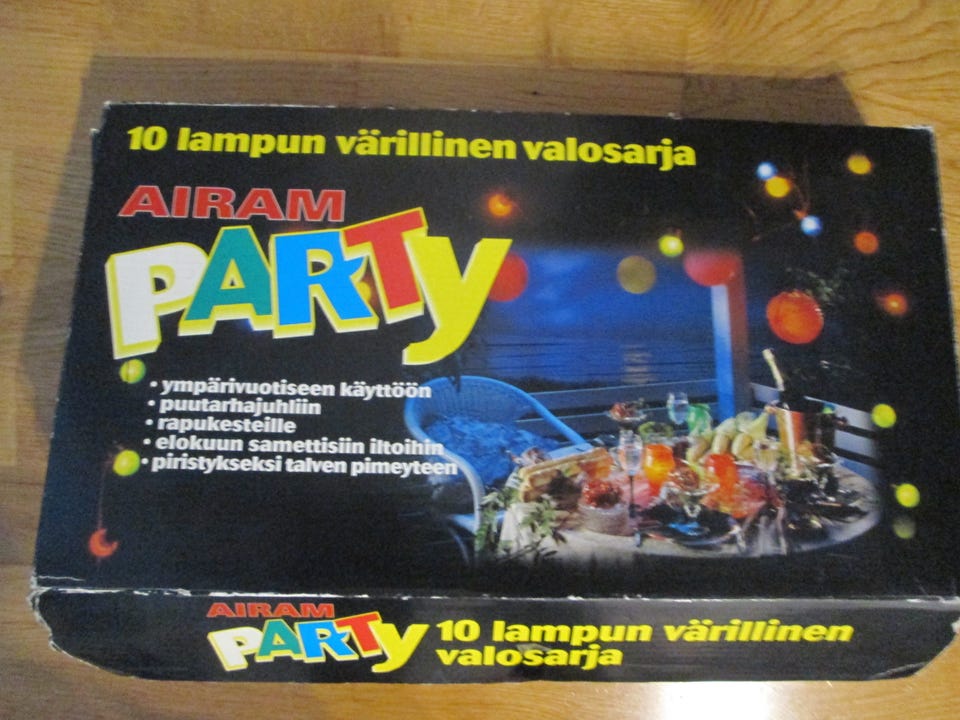 10 lampun värillinen valosarja
AIRAM
PARTy
• ympärivuotiseen käyttöön
• puutarhajuhliin
• rapukesteille
• elokuun samettisiin iltoihin
• piristykseksi talven pimeyteen
AIRAM
PARTy
10 lampun värillinen
valosarja